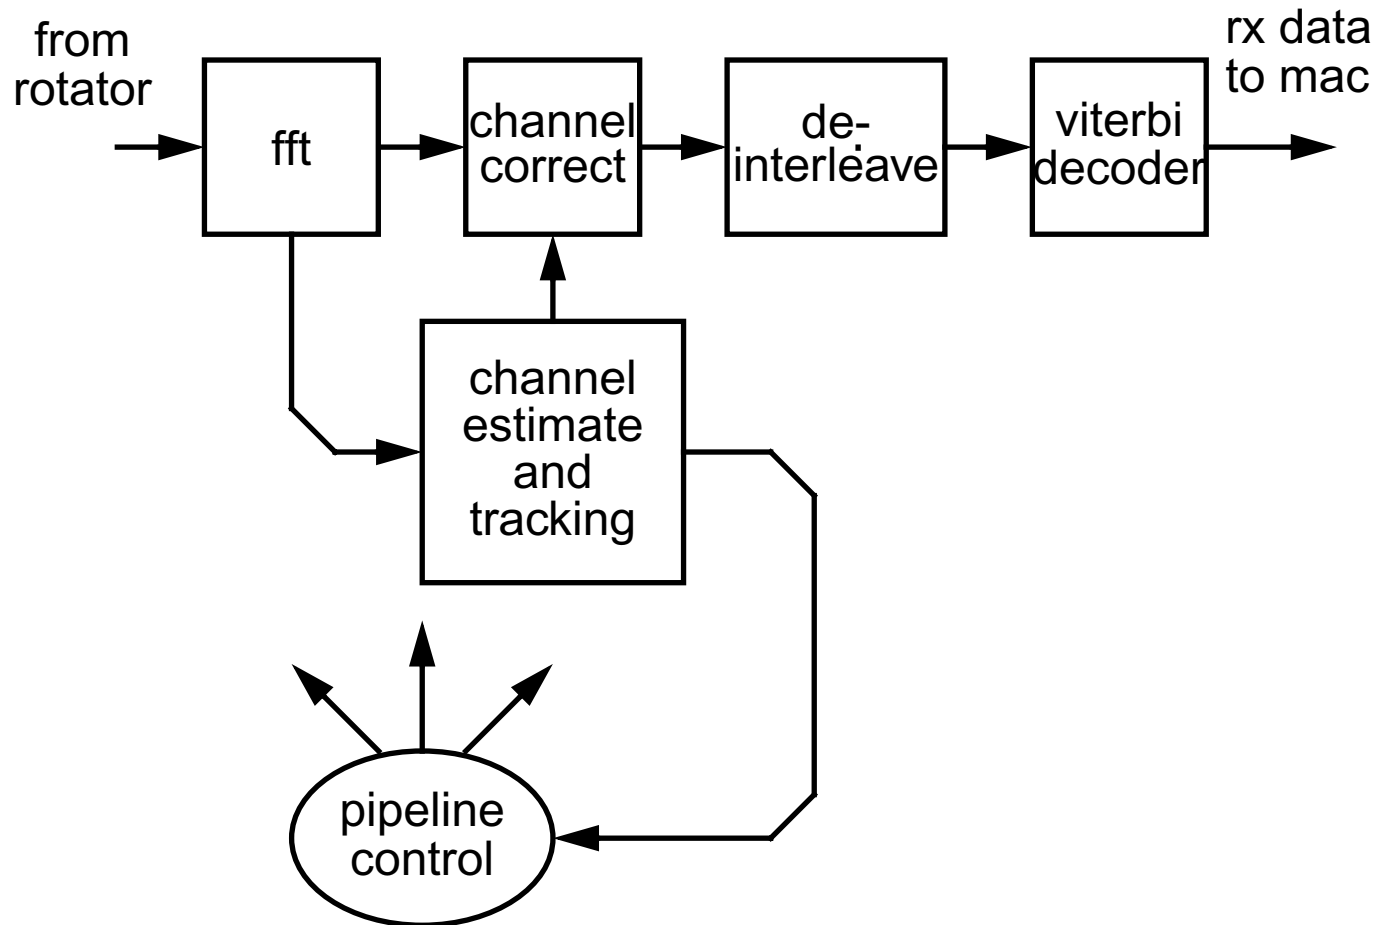 from
rotator
fft
channel
correct
de-
interleave
viterbi
decoder
rx data
to mac
channel
estimate
and
tracking
pipeline
control